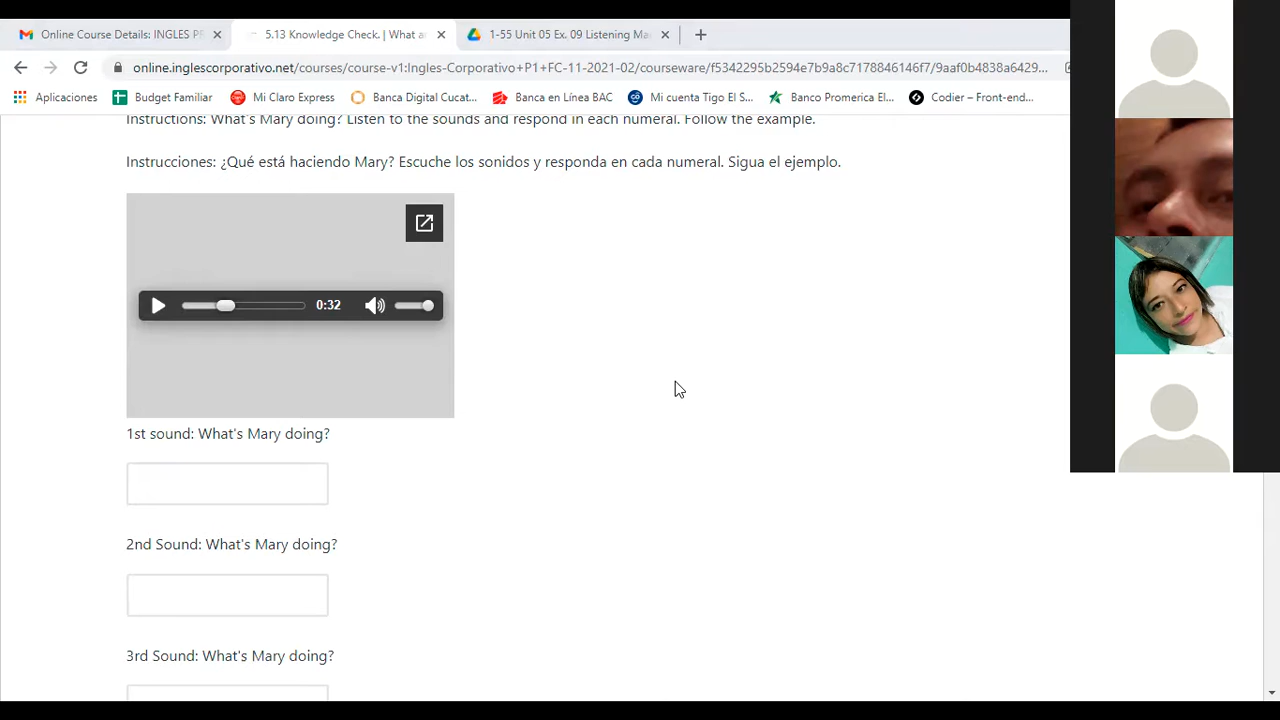 Online Course Details: INGLES PR
5.13 Knowledge Check. | What a
1-55 Unit 05 Ex. 09 Listening Ma
online.inglescorporativo.net/courses/course-v1:Ingles-Corporativo+P1+FC-11-2021-02/courseware/f5342295b2594e7b9a8c7178846146f7/9aaf0b4838a6429...
Aplicaciones
Budget Familiar
Mi Claro Express
Banca Digital Cucat...
Banca en Línea BAC
Mi cuenta Tigo El S...
Banco Promerica El...
Codier – Front-end...
Instructions: What's Mary doing? Listen to the sounds and respond in each numeral. Follow the example.
Instrucciones: ¿Qué está haciendo Mary? Escuche los sonidos y responda en cada numeral. Sigua el ejemplo.
0:32
1st sound: What's Mary doing?
2nd Sound: What's Mary doing?
3rd Sound: What's Mary doing?